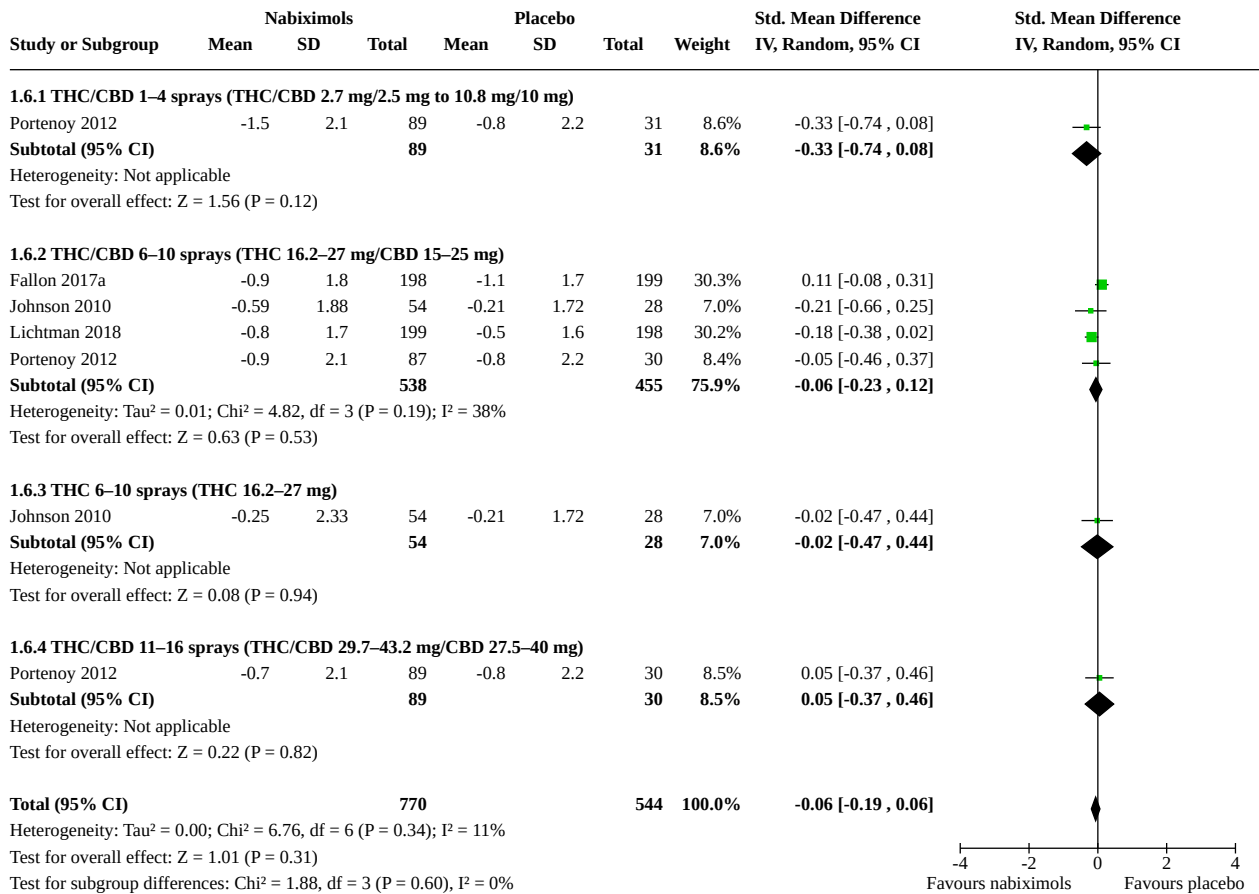 Nabiximols Placebo Std. Mean Difference Std. Mean Difference
Study or Subgroup Mean SD Total Mean SD Total Weight IV, Random, 95% CI IV, Random, 95% CI
1.6.1 THC/CBD 1–4 sprays (THC/CBD 2.7 mg/2.5 mg to 10.8 mg/10 mg)
Portenoy 2012 -1.5 2.1 89 -0.8 2.2 31 8.6% -0.33 [-0.74 , 0.08]
Subtotal (95% CI) 89 31 8.6% -0.33 [-0.74 , 0.08]
Heterogeneity: Not applicable
Test for overall effect: Z = 1.56 (P = 0.12)
1.6.2 THC/CBD 6–10 sprays (THC 16.2–27 mg/CBD 15–25 mg)
Fallon 2017a -0.9 1.8 198 -1.1 1.7 199 30.3% 0.11 [-0.08 , 0.31]
Johnson 2010 -0.59 1.88 54 -0.21 1.72 28 7.0% -0.21 [-0.66 , 0.25]
Lichtman 2018 -0.8 1.7 199 -0.5 1.6 198 30.2% -0.18 [-0.38 , 0.02]
Portenoy 2012 -0.9 2.1 87 -0.8 2.2 30 8.4% -0.05 [-0.46 , 0.37]
Subtotal (95% CI) 538 455 75.9% -0.06 [-0.23 , 0.12]
Heterogeneity: Tau² = 0.01; Chi² = 4.82, df = 3 (P = 0.19); I² = 38%
Test for overall effect: Z = 0.63 (P = 0.53)
1.6.3 THC 6–10 sprays (THC 16.2–27 mg)
Johnson 2010 -0.25 2.33 54 -0.21 1.72 28 7.0% -0.02 [-0.47 , 0.44]
Subtotal (95% CI) 54 28 7.0% -0.02 [-0.47 , 0.44]
Heterogeneity: Not applicable
Test for overall effect: Z = 0.08 (P = 0.94)
1.6.4 THC/CBD 11–16 sprays (THC/CBD 29.7–43.2 mg/CBD 27.5–40 mg)
Portenoy 2012 -0.7 2.1 89 -0.8 2.2 30 8.5% 0.05 [-0.37 , 0.46]
Subtotal (95% CI) 89 30 8.5% 0.05 [-0.37 , 0.46]
Heterogeneity: Not applicable
Test for overall effect: Z = 0.22 (P = 0.82)
Total (95% CI) 770 544 100.0% -0.06 [-0.19 , 0.06]
Heterogeneity: Tau² = 0.00; Chi² = 6.76, df = 6 (P = 0.34); I² = 11%
Test for overall effect: Z = 1.01 (P = 0.31)
-4 -2 0 2 4
Test for subgroup differences: Chi² = 1.88, df = 3 (P = 0.60), I² = 0%
Favours nabiximols Favours placebo